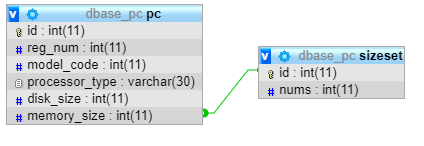 dbase_pc pc
id : int(11)
reg_num : int(11)
model_code : int(11)
processor_type : varchar(30)
disk_size : int(11)
memory_size : int(11)
dbase_pc sizeset
id : int(11)
nums : int(11)